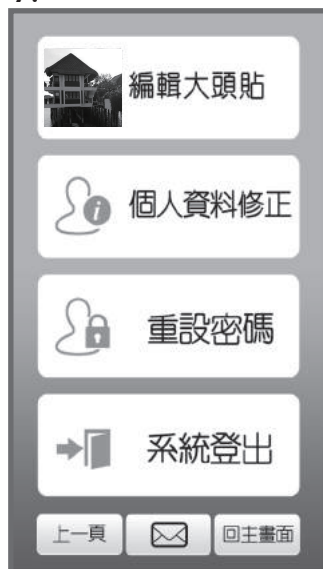 編輯大頭貼
個人資料修正
重設密碼
系統登出
上一頁
回主畫面